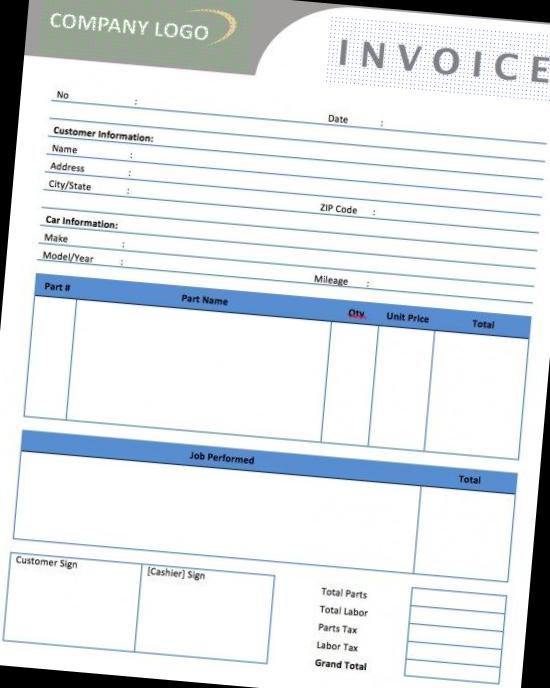 COMPANY LOGO
INVOICE
No :
Date :
Customer Information:
Name :
Address :
City/State :
ZIP Code :
Car Information:
Make :
Model/Year :
Mileage :
Part # Part Name Qty. Unit Price Total
Job Performed Total
Customer Sign [Cashier] Sign
Total Parts
Total Labor
Parts Tax
Labor Tax
Grand Total